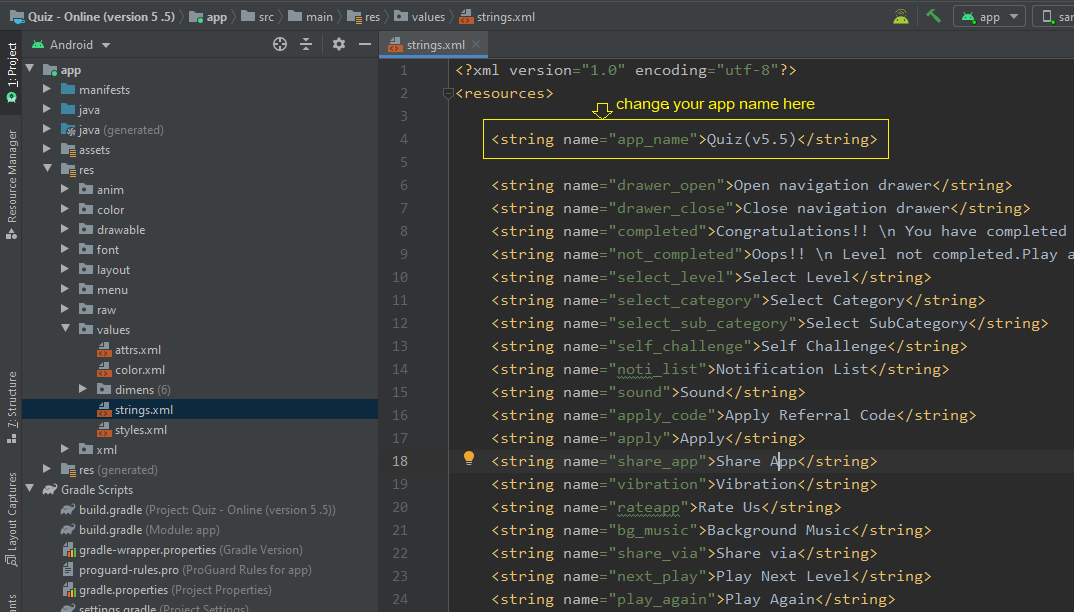 Quiz - Online (version 5 .5) app src main res values strings.xml app
1: Project
Resource Manager
Z: Structure
Layout Captures
Android
app
manifests
java
java (generated)
assets
res
anim
color
drawable
font
layout
menu
raw
values
attrs.xml
color.xml
dimens (6)
strings.xml
styles.xml
xml
res (generated)
Gradle Scripts
build.gradle (Project: Quiz - Online (version 5 .5))
build.gradle (Module: app)
gradle-wrapper.properties (Gradle Version)
proguard-rules.pro (ProGuard Rules for app)
gradle.properties (Project Properties)
settings.gradle (Project Settings)
strings.xml
1 <?xml version="1.0" encoding="utf-8"?>
2 <resources>
change your app name here
3
4 <string name="app_name">Quiz(v5.5)</string>
5
6 <string name="drawer_open">Open navigation drawer</string>
7 <string name="drawer_close">Close navigation drawer</string>
8 <string name="completed">Congratulations!! \n You have completed
9 <string name="not_completed">Oops!! \n Level not completed.Play a
10 <string name="select_level">Select Level</string>
11 <string name="select_category">Select Category</string>
12 <string name="select_sub_category">Select SubCategory</string>
13 <string name="self_challenge">Self Challenge</string>
14 <string name="noti_list">Notification List</string>
15 <string name="sound">Sound</string>
16 <string name="apply_code">Apply Referral Code</string>
17 <string name="apply">Apply</string>
18 <string name="share_app">Share App</string>
19 <string name="vibration">Vibration</string>
20 <string name="rateapp">Rate Us</string>
21 <string name="bg_music">Background Music</string>
22 <string name="share_via">Share via</string>
23 <string name="next_play">Play Next Level</string>
24 <string name="play_again">Play Again</string>